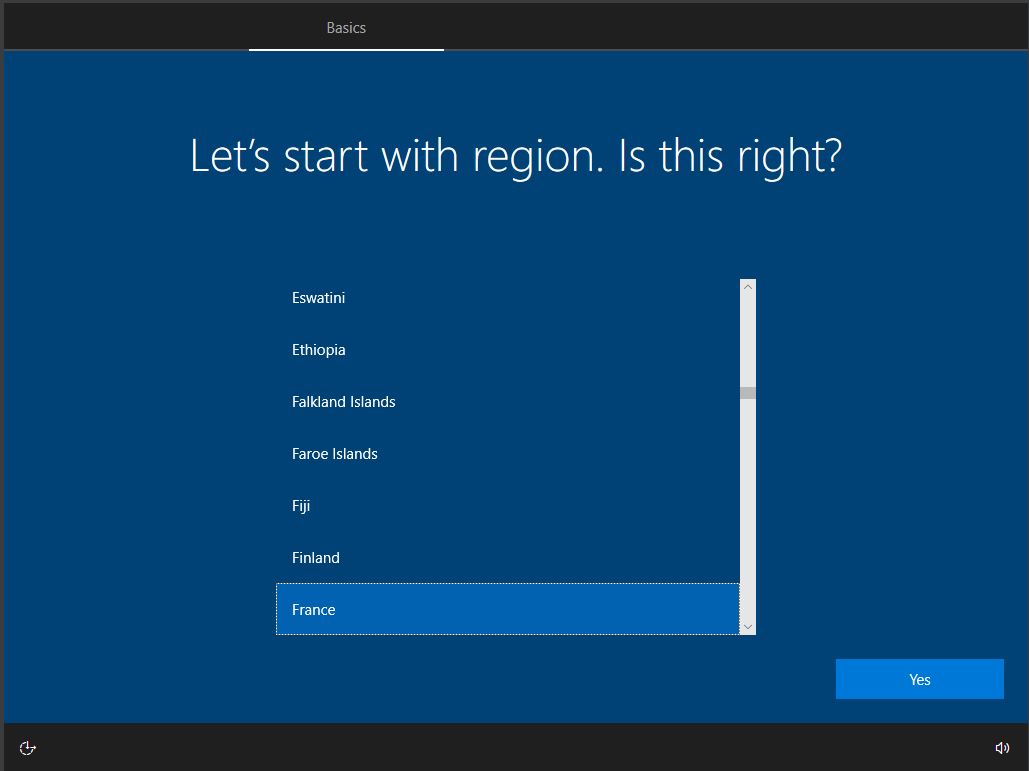 Basics
Let’s start with region. Is this right?
Eswatini
Ethiopia
Falkland Islands
Faroe Islands
Fiji
Finland
France
Yes